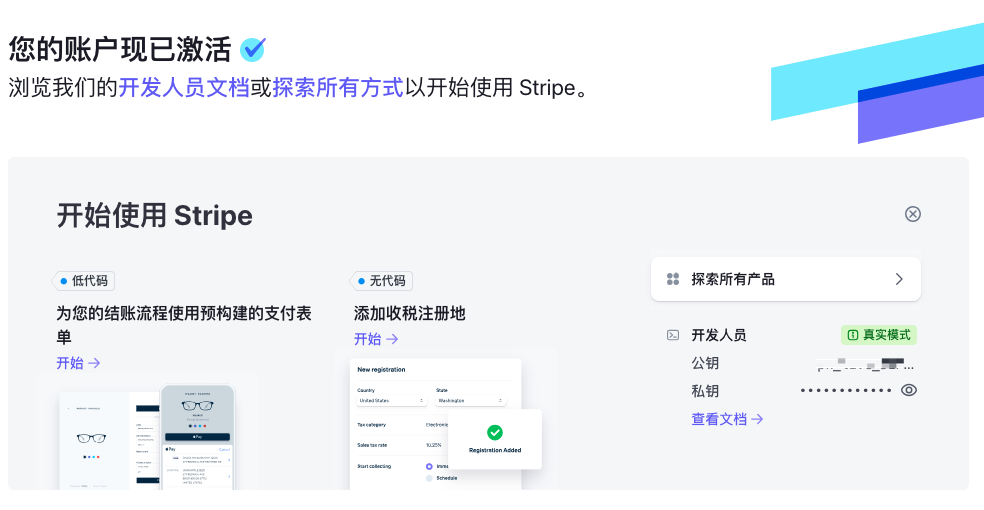 您的账户现已激活
浏览我们的开发人员文档或探索所有方式以开始使用 Stripe。
开始使用 Stripe
低代码
为您的结账流程使用预构建的支付表
单
开始 →
无代码
添加收税注册地
开始 →
New registration
Country
State
United States
Washington
Tax category
Electronic
Sales tax rate
10.25%
Start collecting
Imme
Schedule
Registration Added
Pay
Pay
探索所有产品
开发人员
真实模式
公钥
私钥
••••••••••••
查看文档 →